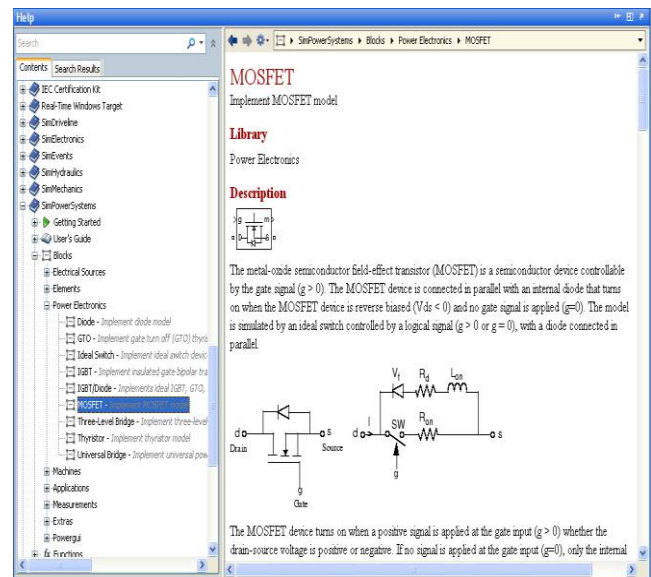 Help
Search
Contents Search Results
IEC Certification Kit
Real-Time Windows Target
SimDriveline
SimElectronics
SimEvents
SimHydraulics
SimMechanics
SimPowerSystems
Getting Started
User's Guide
Blocks
Electrical Sources
Elements
Power Electronics
Diode - Implement diode model
GTO - Implement gate turn off (GTO) thyris
Ideal Switch - Implement ideal switch devic
IGBT - Implement insulated gate bipolar tra
IGBT/Diode - Implements ideal IGBT, GTO,
MOSFET - Implement MOSFET model
Three-Level Bridge - Implement three-level
Thyristor - Implement thyristor model
Universal Bridge - Implement universal pow
Machines
Applications
Measurements
Extras
Powergui
fx Functions
SimPowerSystems Blocks Power Electronics MOSFET
MOSFET
Implement MOSFET model
Library
Power Electronics
Description
g m
D S
The metal-oxide semiconductor field-effect transistor (MOSFET) is a semiconductor device controllable
by the gate signal (g > 0). The MOSFET device is connected in parallel with an internal diode that turns
on when the MOSFET device is reverse biased (Vds < 0) and no gate signal is applied (g=0). The model
is simulated by an ideal switch controlled by a logical signal (g > 0 or g = 0), with a diode connected in
parallel.
Vf Rd Lon
d s d I SW Ron s
Drain Source
g
g
Gate
The MOSFET device turns on when a positive signal is applied at the gate input (g > 0) whether the
drain-source voltage is positive or negative. If no signal is applied at the gate input (g=0), only the internal